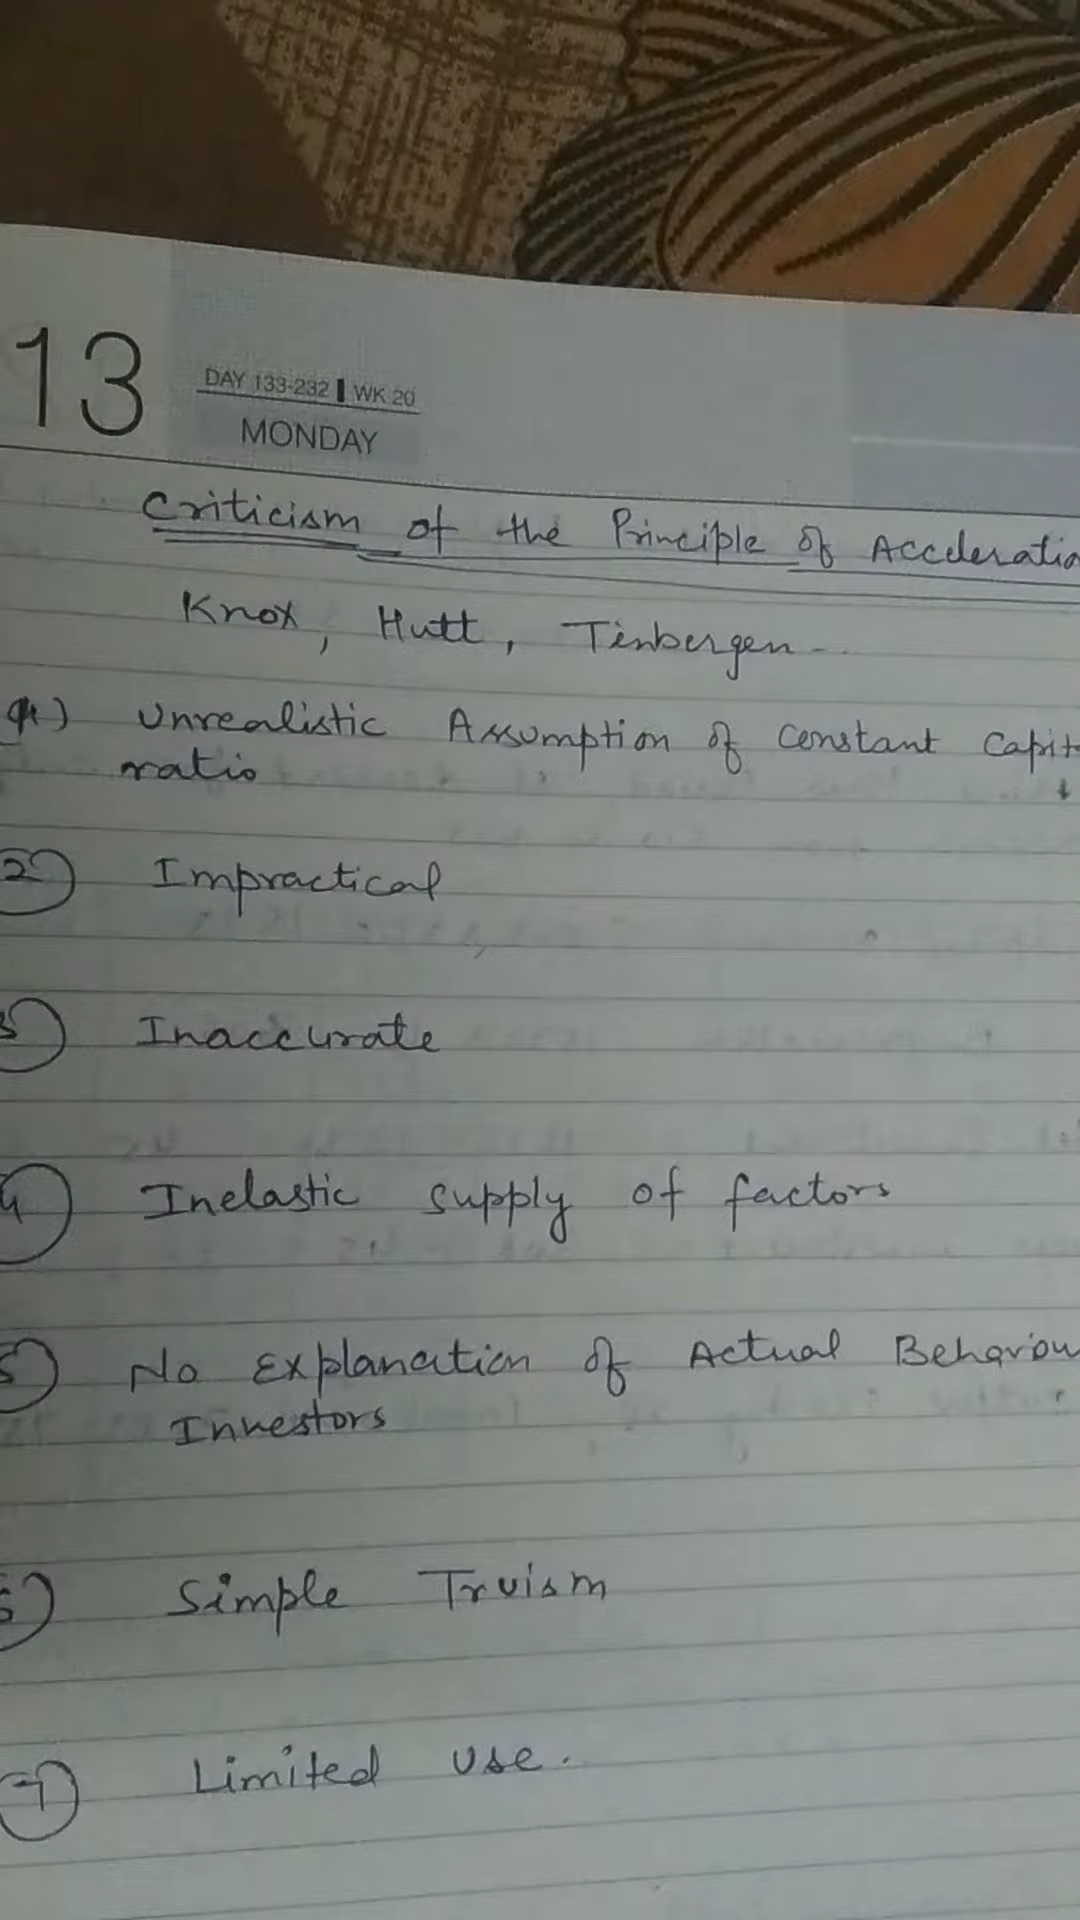 13
DAY 133-232 WK 20
MONDAY
Criticism of the Principle of Acceleratio
Knox, Hutt, Tinbergen
1) Unrealistic Assumption of Constant Capit
ratio
2) Impractical
3) Inaccurate
4) Inelastic supply of factors
5) No Explanation of Actual Behaviou
Investors
6) Simple Truism
7) Limited use.